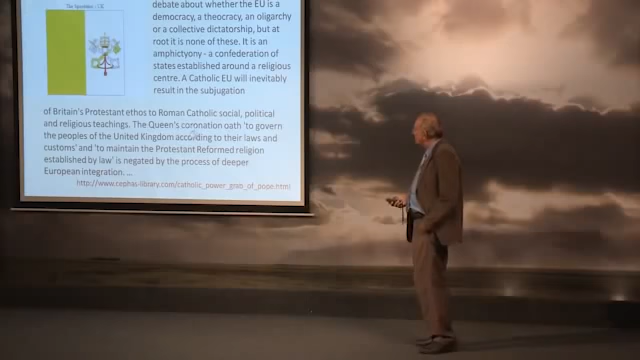 debate about whether the EU is a
democracy, a theocracy, an oligarchy
or a collective dictatorship, but at
root it is none of these. It is an
amphictyony - a confederation of
states established around a religious
centre. A Catholic EU will inevitably
result in the subjugation
of Britain's Protestant ethos to Roman Catholic social, political
and religious teachings. The Queen's coronation oath 'to govern
the peoples of the United Kingdom according to their laws and
customs' and 'to maintain the Protestant Reformed religion
established by law' is negated by the process of deeper
European integration. ...
http://www.cephas-library.com/catholic_power_grab_of_pope.html